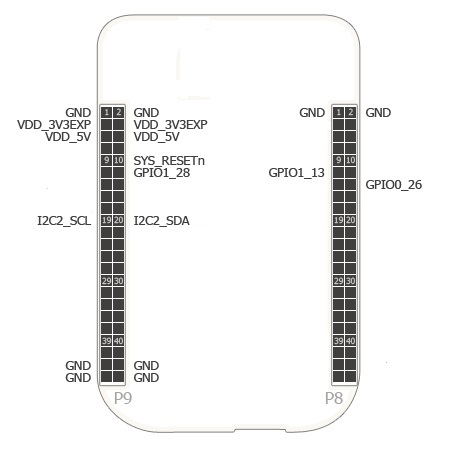 GND 1 2 GND GND 1 2 GND
VDD_3V3EXP VDD_3V3EXP
VDD_5V VDD_5V
9 10 SYS_RESETn 9 10
GPIO1_28 GPIO1_13
GPIO0_26
I2C2_SCL 19 20 I2C2_SDA 19 20
29 30 29 30
39 40 39 40
GND GND
GND GND
P9 P8